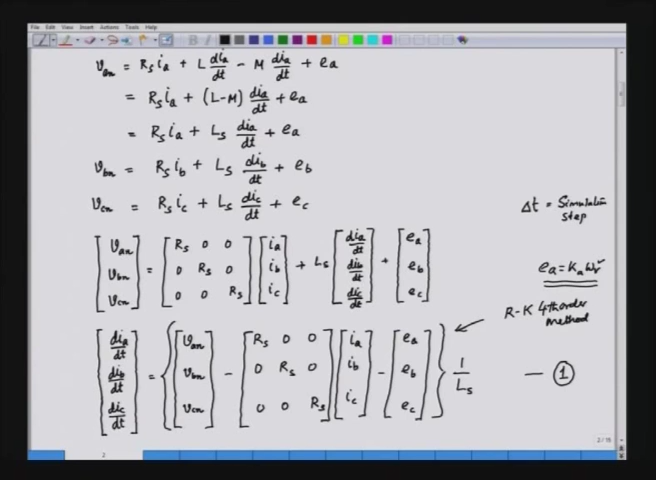 File Edit View Insert Actions Tools Help
v_an = R_s i_a + L di_a/dt - M di_a/dt + e_a
= R_s i_a + (L-M) di_a/dt + e_a
= R_s i_a + L_s di_a/dt + e_a
v_bn = R_s i_b + L_s di_b/dt + e_b
v_cn = R_s i_c + L_s di_c/dt + e_c
Δt = Simulation
step
[v_an; v_bn; v_cn] = [R_s 0 0; 0 R_s 0; 0 0 R_s] [i_a; i_b; i_c] + L_s [di_a/dt; di_b/dt; di_c/dt] + [e_a; e_b; e_c]
e_a = k_a ω_r
R-K 4th order
method
[di_a/dt; di_b/dt; di_c/dt] = { [v_an; v_bn; v_cn] - [R_s 0 0; 0 R_s 0; 0 0 R_s] [i_a; i_b; i_c] - [e_a; e_b; e_c] } 1/L_s — ①
2/15
2